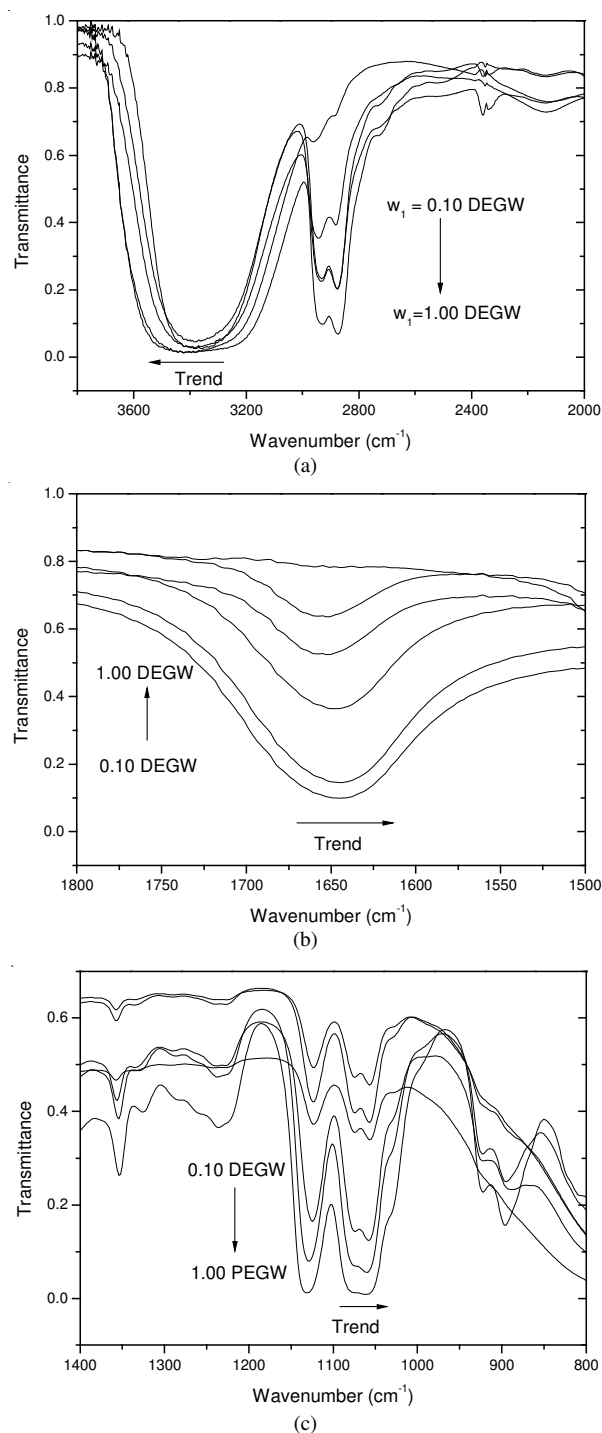 1.0
0.8
0.6
0.4
0.2
0.0
Transmittance
w1 = 0.10 DEGW
w1=1.00 DEGW
Trend
3600 3200 2800 2400 2000
Wavenumber (cm-1)
(a)
1.0
0.8
0.6
0.4
0.2
0.0
Transmittance
1.00 DEGW
0.10 DEGW
Trend
1800 1750 1700 1650 1600 1550 1500
Wavenumber (cm-1)
(b)
0.6
0.4
0.2
0.0
Transmittance
0.10 DEGW
1.00 PEGW
Trend
1400 1300 1200 1100 1000 900 800
Wavenumber (cm-1)
(c)